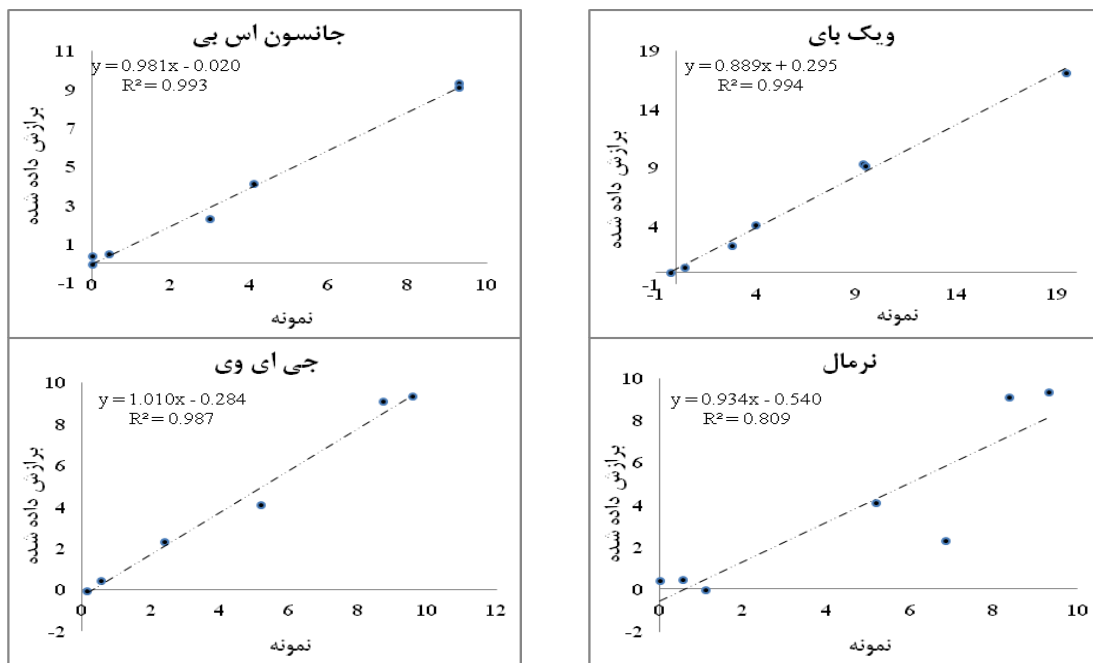 جانسون اس بی
y = 0.981x - 0.020
R² = 0.993
11
9
7
5
3
1
-1
0
2
4
6
8
10
برازش داده شده
نمونه
ویک بای
y = 0.889x + 0.295
R² = 0.994
19
14
9
4
-1
-1
4
9
14
19
برازش داده شده
نمونه
جی ای وی
y = 1.010x - 0.284
R² = 0.987
10
8
6
4
2
0
-2
0
2
4
6
8
10
12
برازش داده شده
نمونه
نرمال
y = 0.934x - 0.540
R² = 0.809
10
8
6
4
2
0
-2
0
2
4
6
8
10
برازش داده شده
نمونه